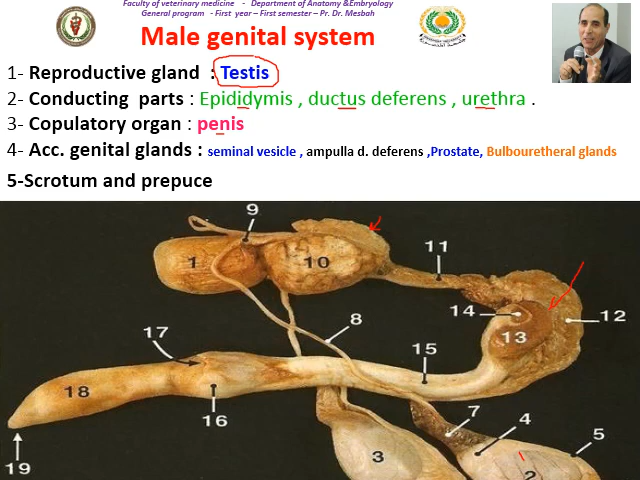 Faculty of veterinary medicine - Department of Anatomy &Embryology
General program - First year – First semester – Pr. Dr. Mesbah
Male genital system
1- Reproductive gland : Testis
2- Conducting parts : Epididymis , ductus deferens , urethra .
3- Copulatory organ : penis
4- Acc. genital glands : seminal vesicle , ampulla d. deferens ,Prostate, Bulbourethral glands
5-Scrotum and prepuce
9
1
10
11
14
12
13
8
17
15
18
16
7
4
5
3
2
19